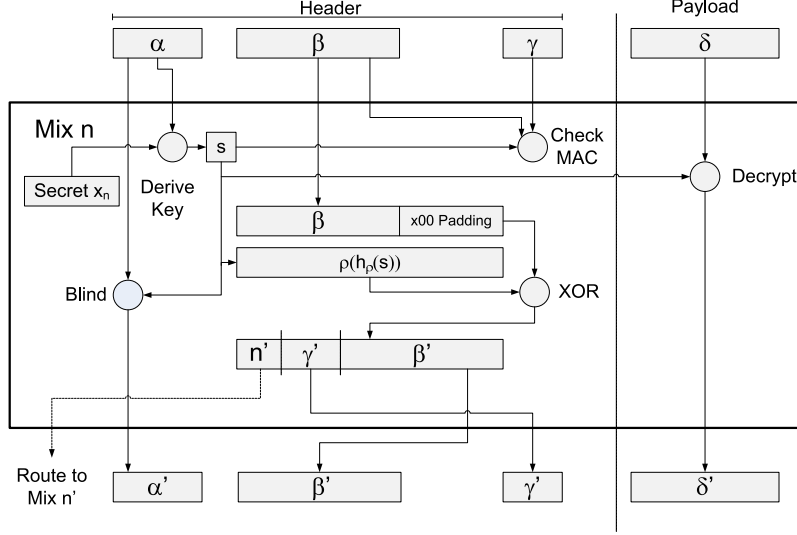 Header
Payload
α
β
γ
δ
Mix n
s
Check
MAC
Secret xₙ
Derive
Key
Decrypt
β
x00 Padding
ρ(hρ(s))
Blind
XOR
n’
γ’
β’
Route to
Mix n’
α’
β’
γ’
δ’